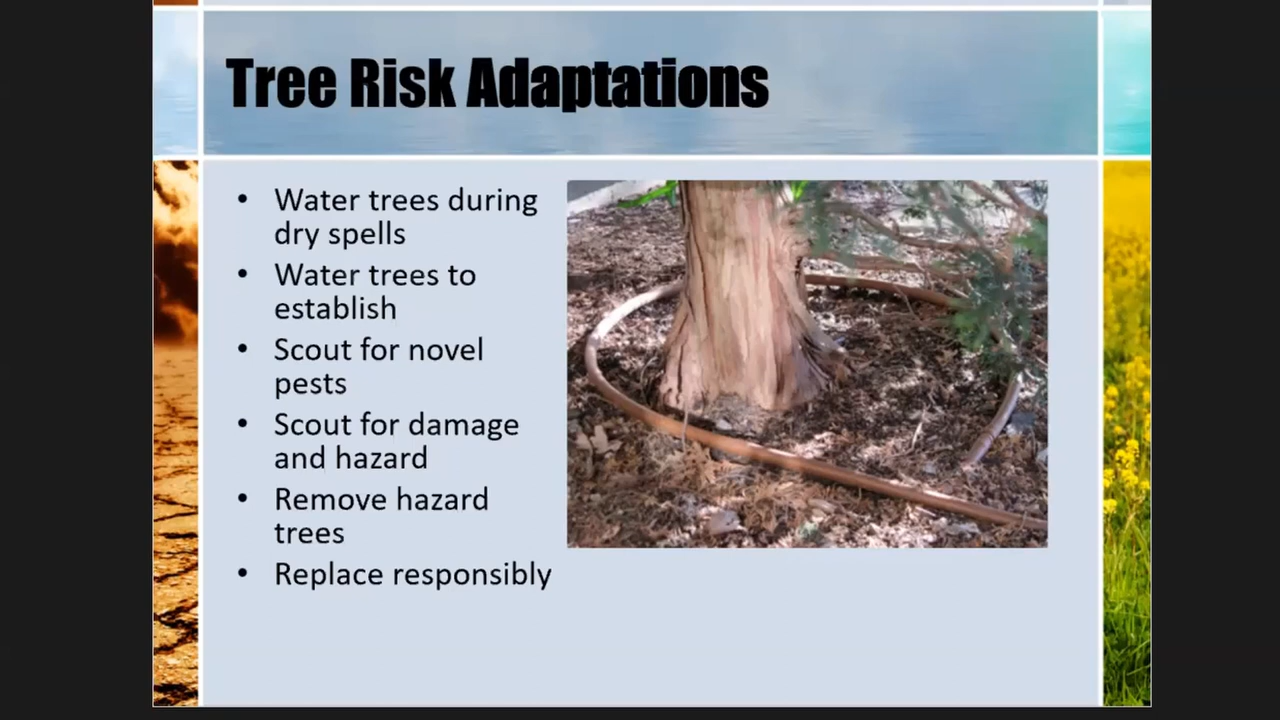 Tree Risk Adaptations
• Water trees during
dry spells
• Water trees to
establish
• Scout for novel
pests
• Scout for damage
and hazard
• Remove hazard
trees
• Replace responsibly